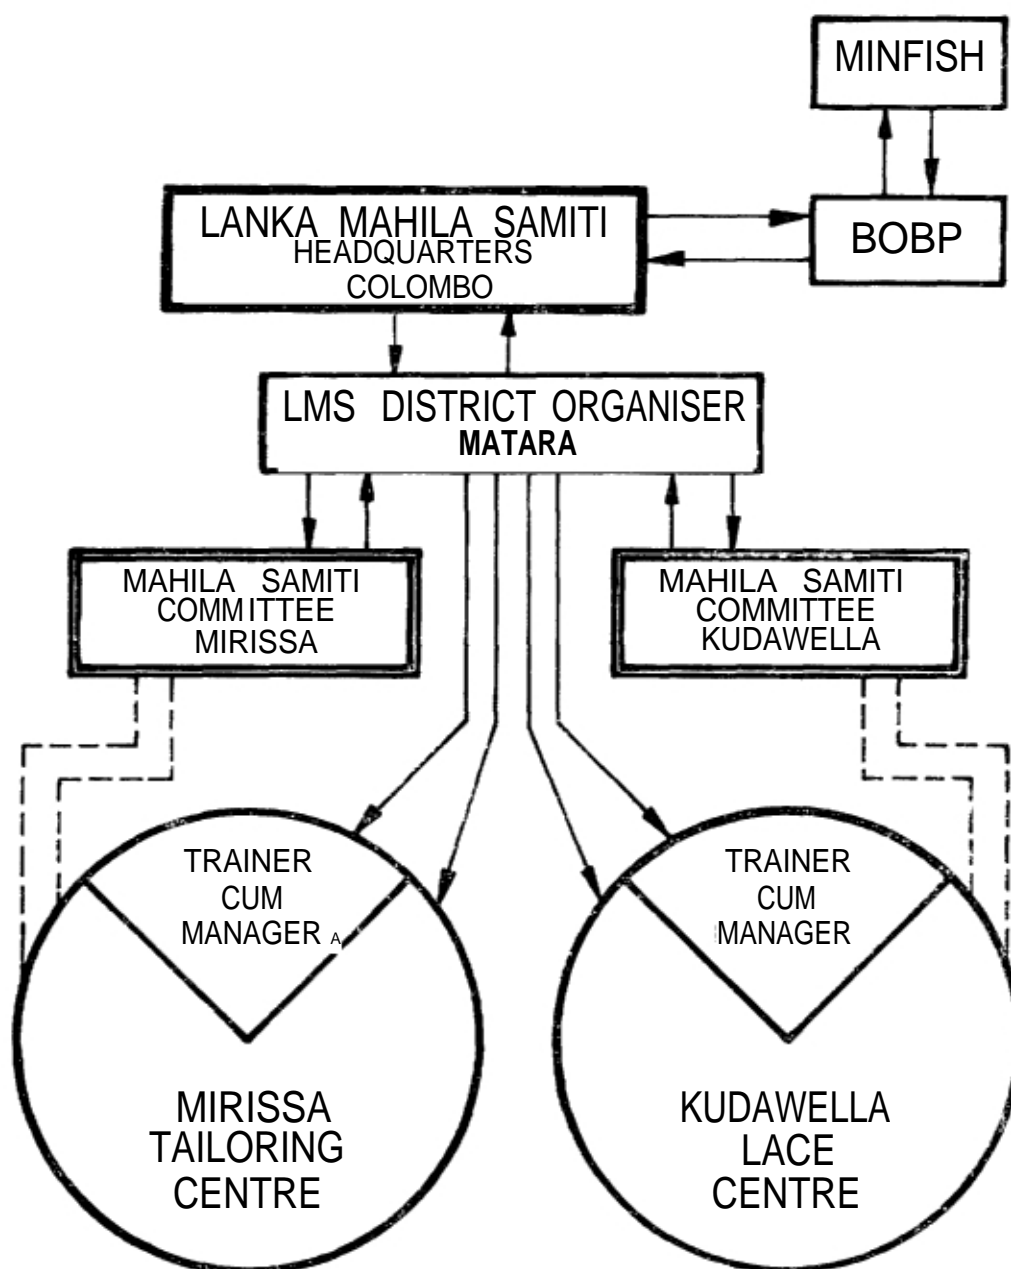 MINFISH
LANKA MAHILA SAMITI
HEADQUARTERS
COLOMBO
BOBP
LMS DISTRICT ORGANISER
MATARA
MAHILA SAMITI
COMMITTEE
MIRISSA
MAHILA SAMITI
COMMITTEE
KUDAWELLA
TRAINER
CUM
MANAGER A
TRAINER
CUM
MANAGER
MIRISSA
TAILORING
CENTRE
KUDAWELLA
LACE
CENTRE